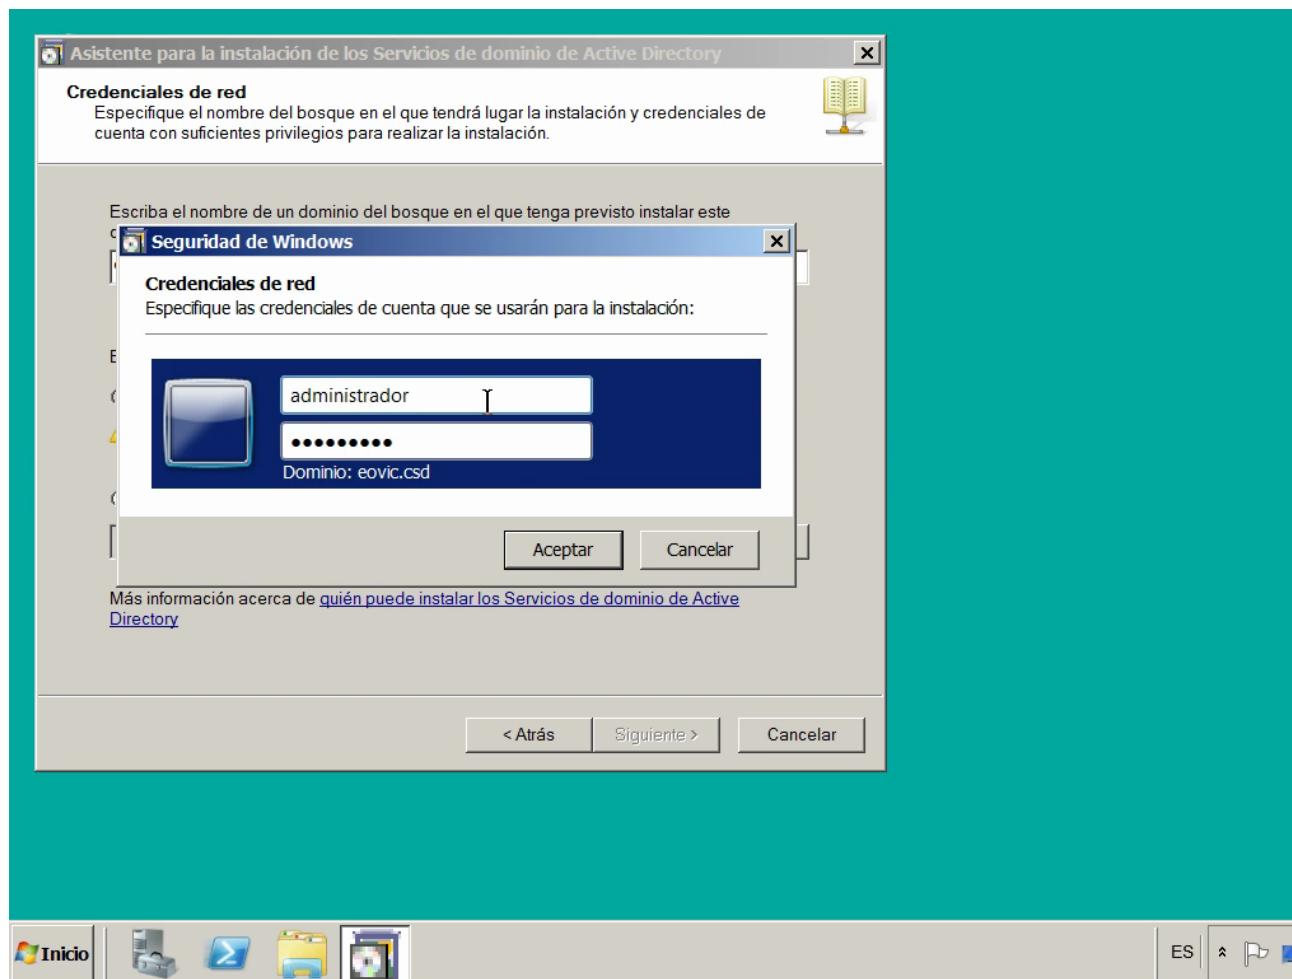 Asistente para la instalación de los Servicios de dominio de Active Directory
Credenciales de red
Especifique el nombre del bosque en el que tendrá lugar la instalación y credenciales de
cuenta con suficientes privilegios para realizar la instalación.
Escriba el nombre de un dominio del bosque en el que tenga previsto instalar este
Seguridad de Windows
Credenciales de red
Especifique las credenciales de cuenta que se usarán para la instalación:
administrador
●●●●●●●●●
Dominio: eovic.csd
Aceptar Cancelar
Más información acerca de quién puede instalar los Servicios de dominio de Active
Directory
< Atrás Siguiente > Cancelar
Inicio ES